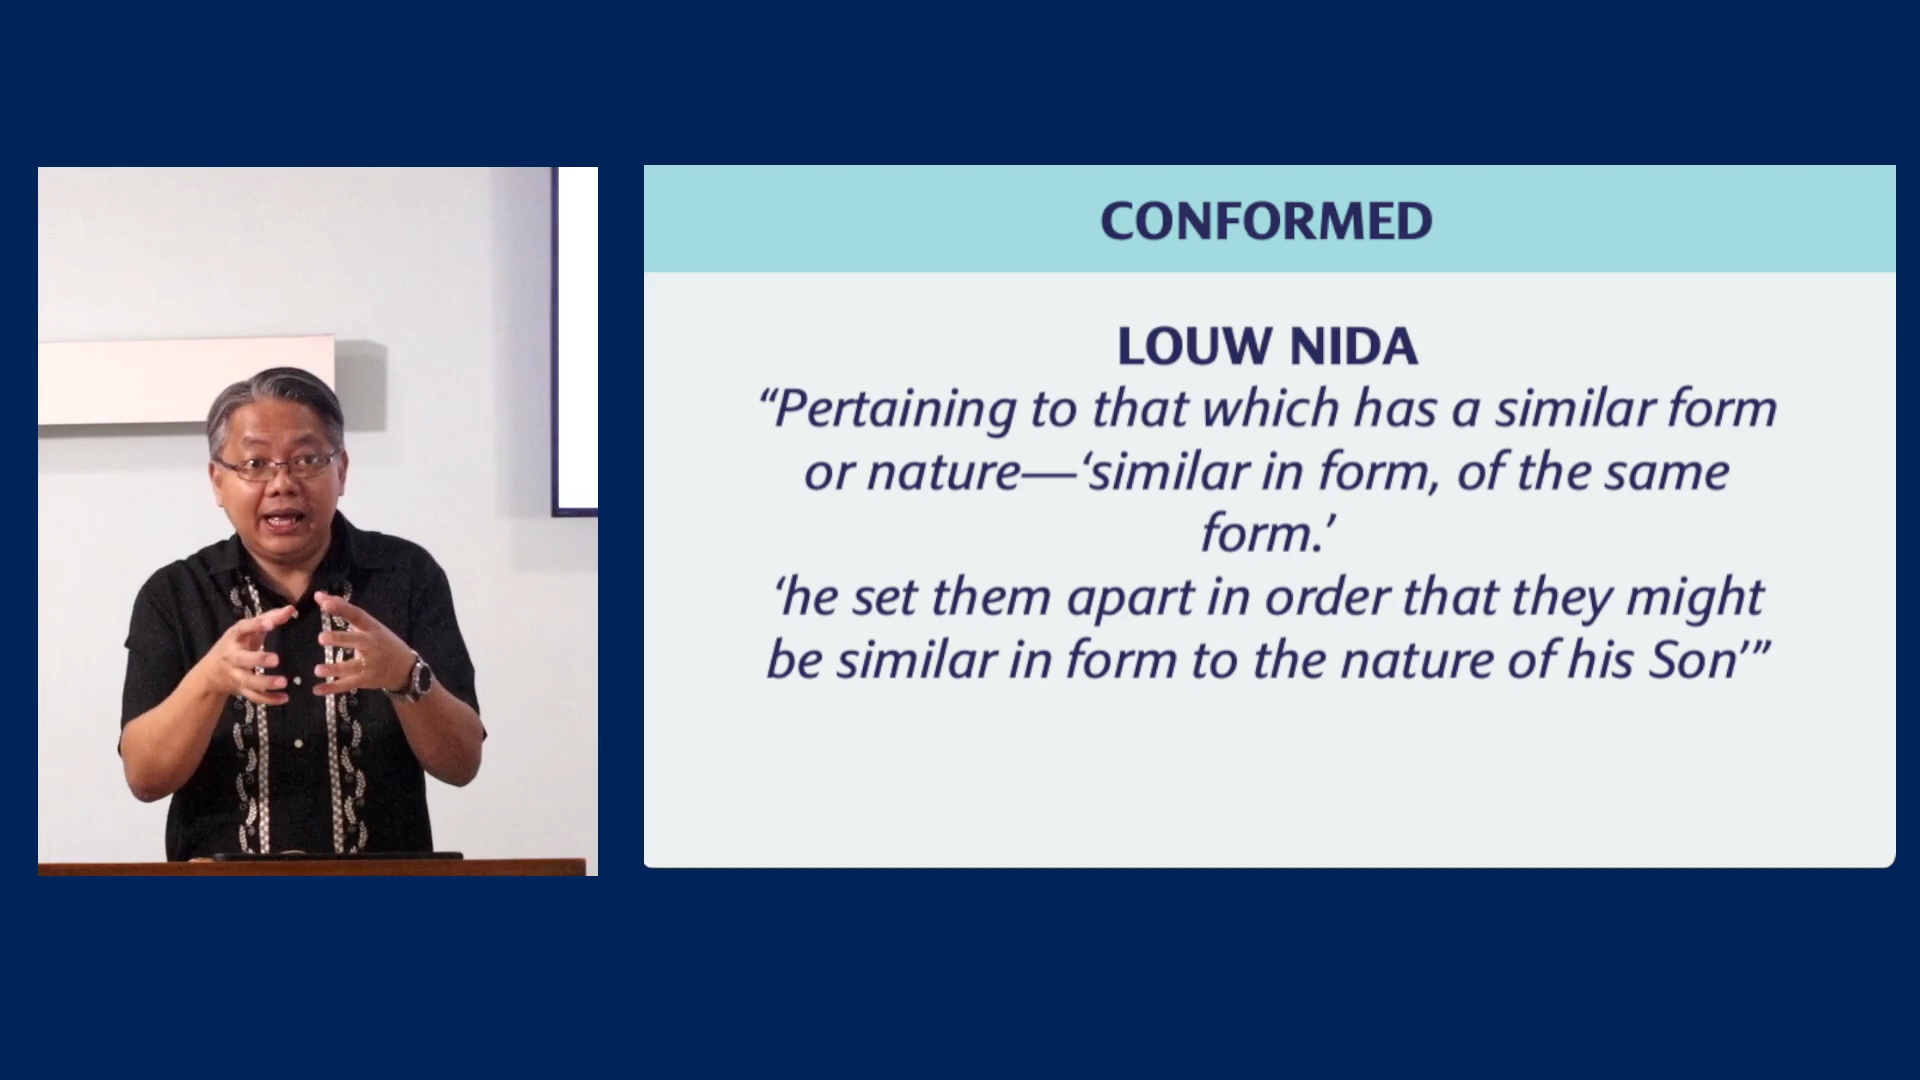 CONFORMED
LOUW NIDA
“Pertaining to that which has a similar form
or nature—‘similar in form, of the same
form.’
‘he set them apart in order that they might
be similar in form to the nature of his Son’”